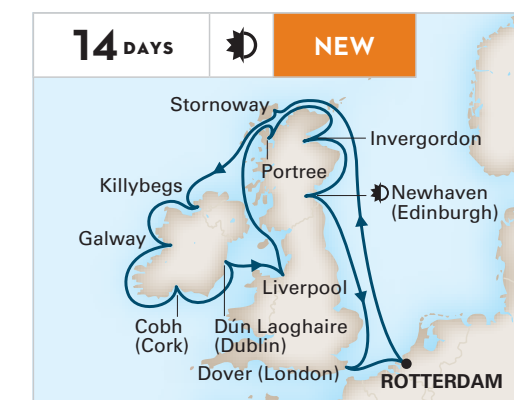 14 DAYS
NEW
Stornoway
Invergordon
Portree
Killybegs
Newhaven
(Edinburgh)
Galway
Liverpool
Cobh
(Cork)
Dún Laoghaire
(Dublin)
Dover (London)
ROTTERDAM